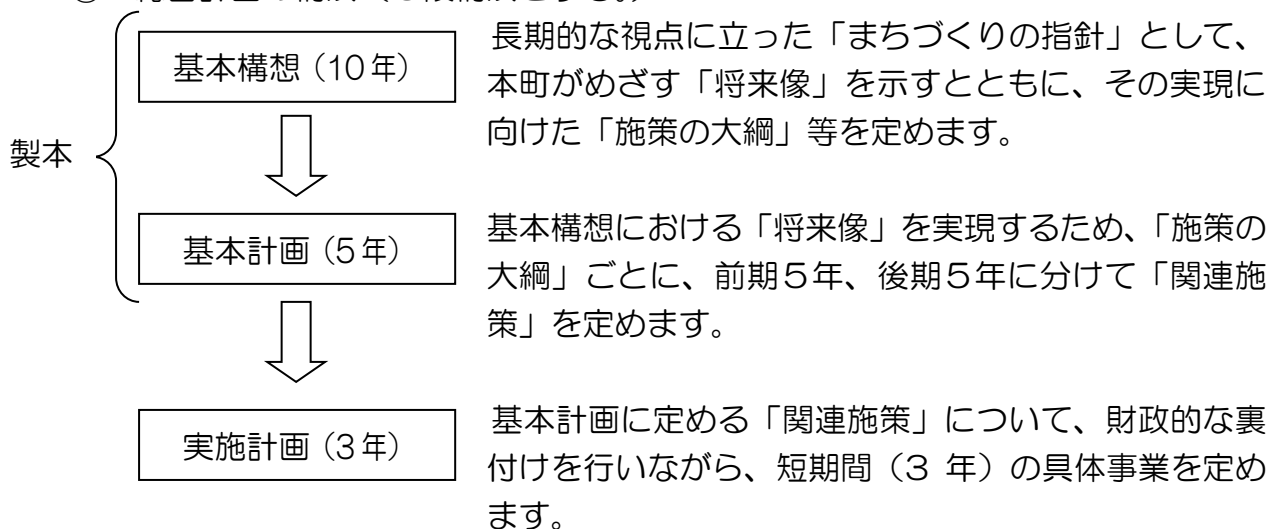 基本構想（10年）
長期的な視点に立った「まちづくりの指針」として、
本町がめざす「将来像」を示すとともに、その実現に
向けた「施策の大綱」等を定めます。
製本
基本計画（5年）
基本構想における「将来像」を実現するため、「施策の
大綱」ごとに、前期５年、後期５年に分けて「関連施
策」を定めます。
実施計画（3年）
基本計画に定める「関連施策」について、財政的な裏
付けを行いながら、短期間（3 年）の具体事業を定め
ます。